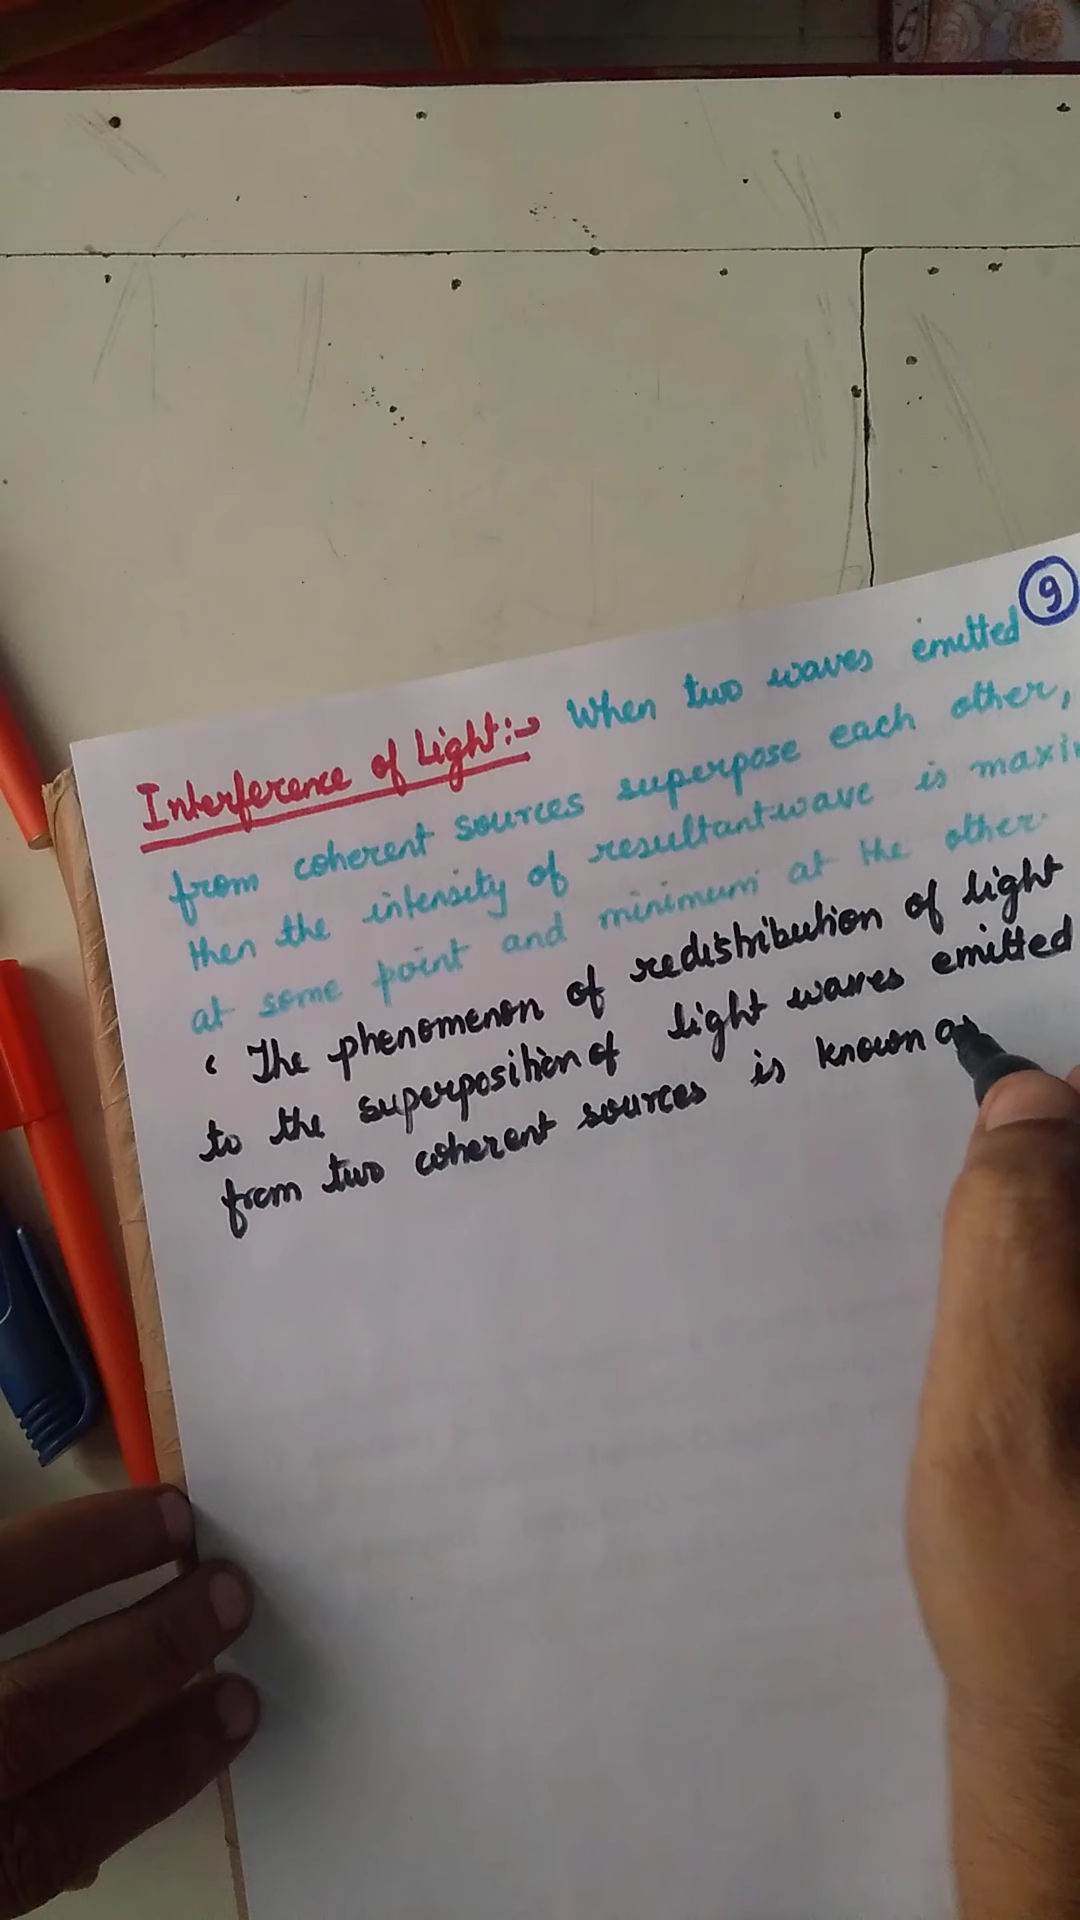 9
Interference of Light:→ When two waves emitted
from coherent sources superpose each other,
then the intensity of resultant wave is maxi
at some point and minimum at the other.
" The phenomenon of redistribution of light
to the superposition of light waves emitted
from two coherent sources is known as